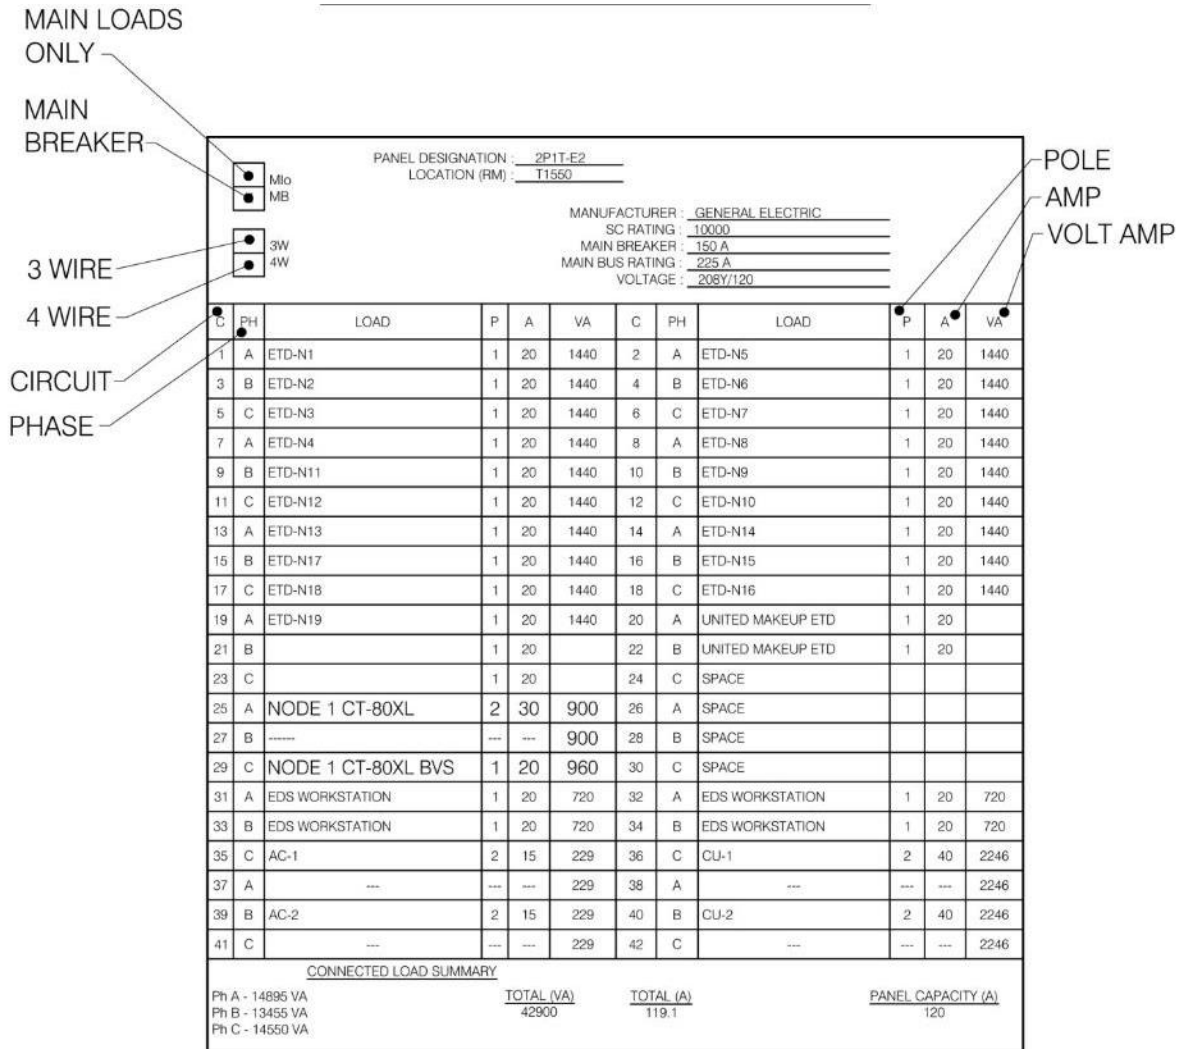 MAIN LOADS
ONLY
MAIN
BREAKER
3 WIRE
4 WIRE
CIRCUIT
PHASE
POLE
AMP
VOLT AMP
Mlo
MB
3W
4W
PANEL DESIGNATION : 2P1T-E2
LOCATION (RM) : T1550
MANUFACTURER : GENERAL ELECTRIC
SC RATING : 10000
MAIN BREAKER : 150 A
MAIN BUS RATING : 225 A
VOLTAGE : 208Y/120
C PH LOAD P A VA C PH LOAD P A VA
1 A ETD-N1 1 20 1440 2 A ETD-N5 1 20 1440
3 B ETD-N2 1 20 1440 4 B ETD-N6 1 20 1440
5 C ETD-N3 1 20 1440 6 C ETD-N7 1 20 1440
7 A ETD-N4 1 20 1440 8 A ETD-N8 1 20 1440
9 B ETD-N11 1 20 1440 10 B ETD-N9 1 20 1440
11 C ETD-N12 1 20 1440 12 C ETD-N10 1 20 1440
13 A ETD-N13 1 20 1440 14 A ETD-N14 1 20 1440
15 B ETD-N17 1 20 1440 16 B ETD-N15 1 20 1440
17 C ETD-N18 1 20 1440 18 C ETD-N16 1 20 1440
19 A ETD-N19 1 20 1440 20 A UNITED MAKEUP ETD 1 20
21 B 1 20 22 B UNITED MAKEUP ETD 1 20
23 C 1 20 24 C SPACE
25 A NODE 1 CT-80XL 2 30 900 26 A SPACE
27 B ------ --- --- 900 28 B SPACE
29 C NODE 1 CT-80XL BVS 1 20 960 30 C SPACE
31 A EDS WORKSTATION 1 20 720 32 A EDS WORKSTATION 1 20 720
33 B EDS WORKSTATION 1 20 720 34 B EDS WORKSTATION 1 20 720
35 C AC-1 2 15 229 36 C CU-1 2 40 2246
37 A --- --- --- 229 38 A --- --- --- 2246
39 B AC-2 2 15 229 40 B CU-2 2 40 2246
41 C --- --- --- 229 42 C --- --- --- 2246
CONNECTED LOAD SUMMARY
Ph A - 14895 VA
Ph B - 13455 VA
Ph C - 14550 VA
TOTAL (VA)
42900
TOTAL (A)
119.1
PANEL CAPACITY (A)
120